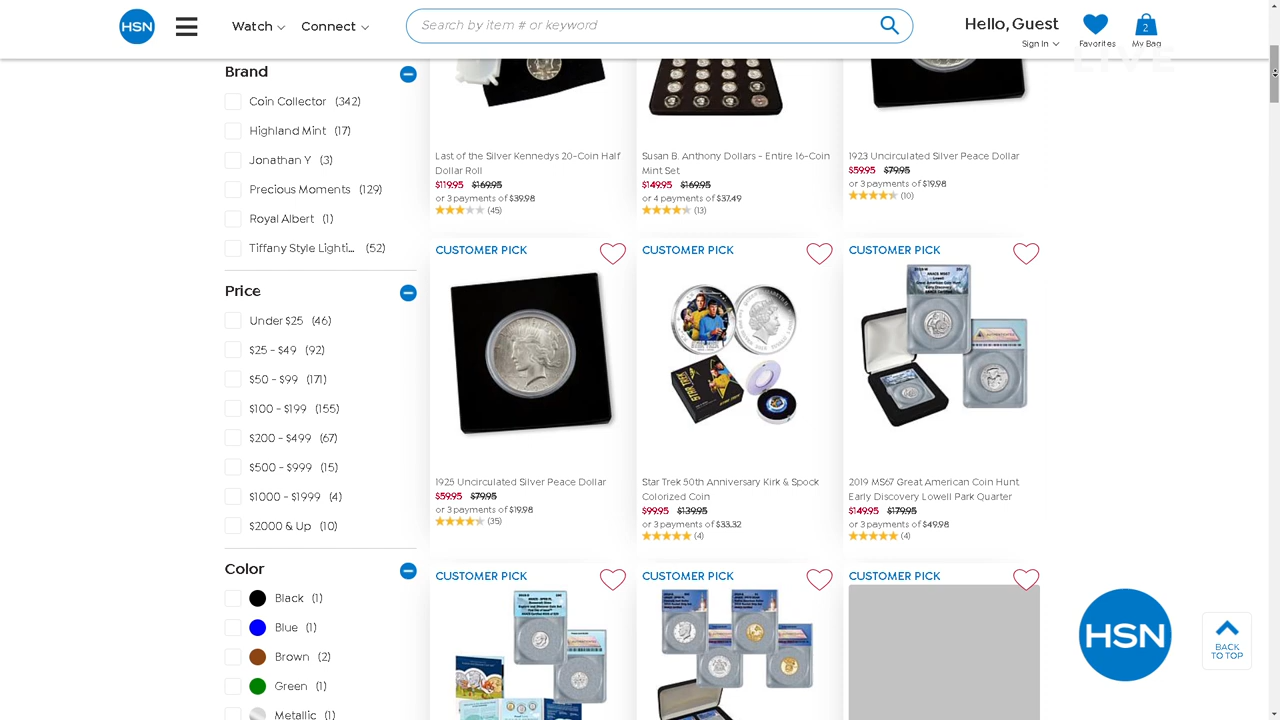 HSN
Watch
Connect
Search by item # or keyword
Hello, Guest
Sign In
Favorites
2
My Bag
LIVE
Brand
Coin Collector (342)
Highland Mint (17)
Jonathan Y (3)
Precious Moments (129)
Royal Albert (1)
Tiffany Style Lighti... (52)
Price
Under $25 (46)
$25
$50 - $99 (171)
$100 - $199 (155)
$200 - $499 (67)
$500 - $999 (15)
$1000 - $1999 (4)
$2000 & Up (10)
Color
Black (1)
Blue (1)
Brown
Green (1)
(1)
Last of the Silver Kennedys 20-Coin Half
Dollar Roll
$119.95 $169.95
or 3 payments of $39.98
(45)
Susan B. Anthony Dollars - Entire 16-Coin
Mint Set
$149.95 $169.95
or 4 payments of $37.49
(13)
1923 Uncirculated Silver Peace Dollar
$59.95 $79.95
or 3 payments of $19.98
(10)
CUSTOMER PICK
1925 Uncirculated Silver Peace Dollar
$59.95 $79.95
or 3 payments of $19.98
(35)
CUSTOMER PICK
STAR TREK
Star Trek 50th Anniversary Kirk & Spock
Colorized Coin
$99.95 $139.95
or 3 payments of $33.32
(4)
CUSTOMER PICK
2019 MS67 Great American Coin Hunt
Early Discovery Lowell Park Quarter
$149.95 $179.95
or 3 payments of $49.98
(4)
CUSTOMER PICK
CUSTOMER PICK
CUSTOMER PICK
HSN
BACK
TO TOP